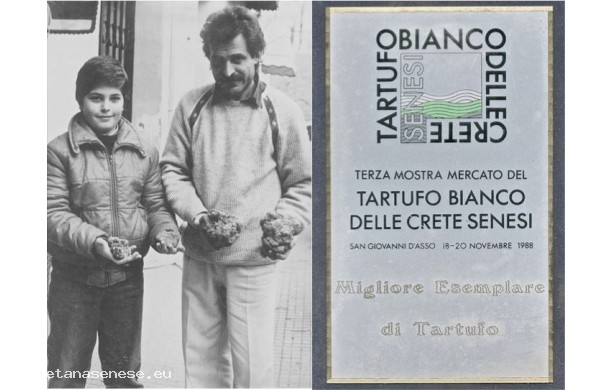 TARTUFO BIANCO DELLE CRETE
SENESI
TERZA MOSTRA MERCATO DEL
TARTUFO BIANCO
DELLE CRETE SENESI
SAN GIOVANNI D'ASSO 18-20 NOVEMBRE 1988
Migliore Esemplare
di Tartufo
etanasenese.eu